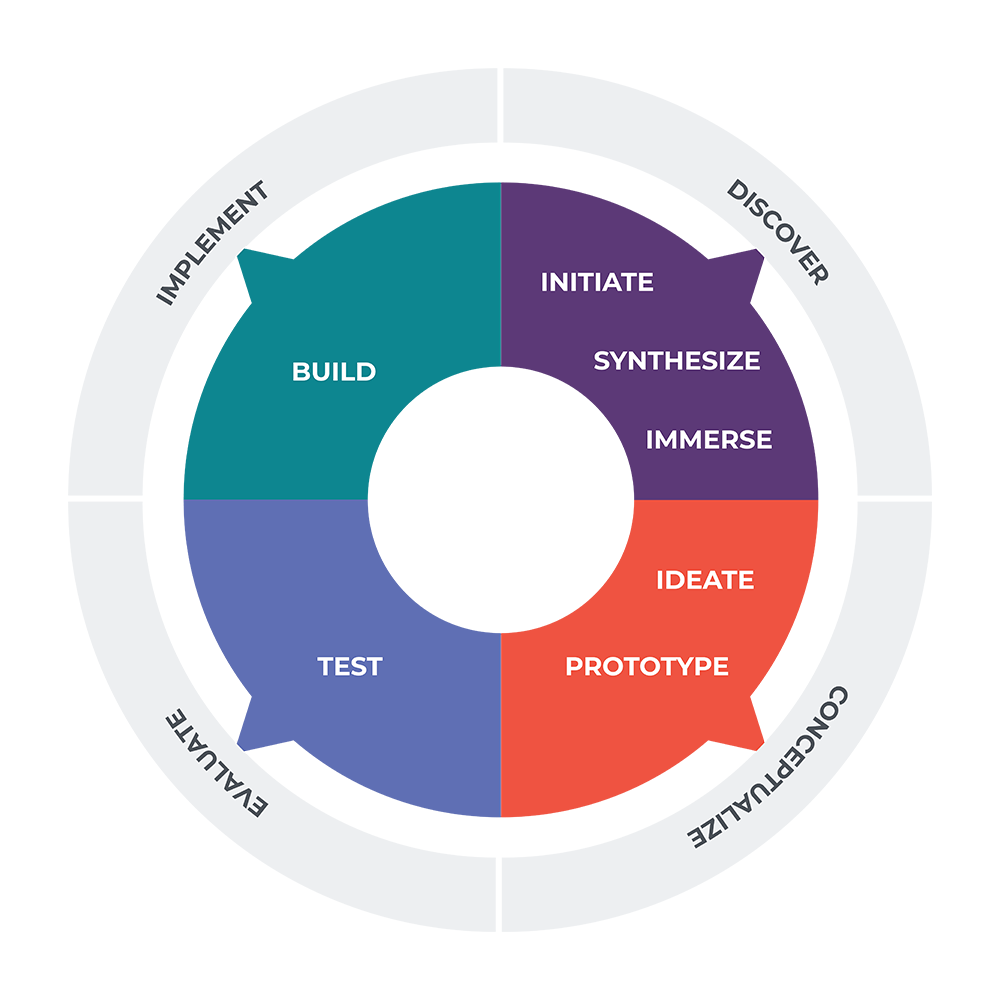 IMPLEMENT
DISCOVER
INITIATE
SYNTHESIZE
BUILD
IMMERSE
IDEATE
TEST
PROTOTYPE
EVALUATE
CONCEPTUALIZE